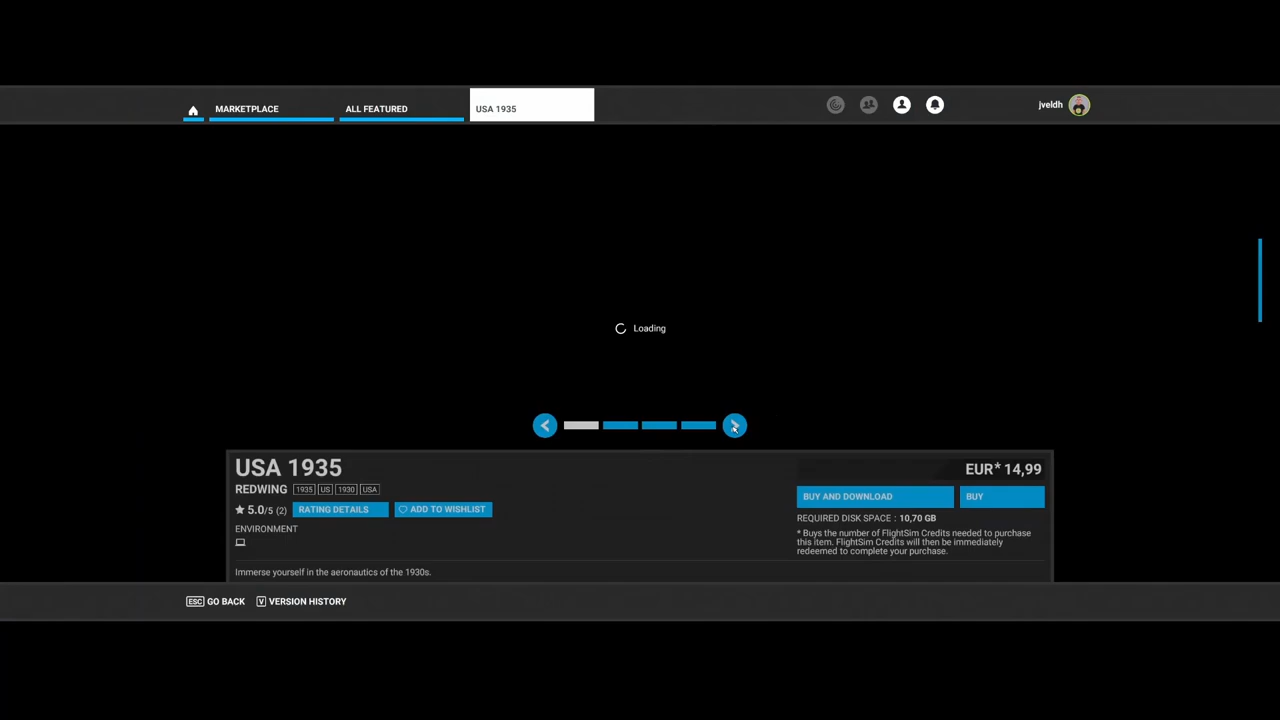 MARKETPLACE
ALL FEATURED
USA 1935
jveldh
Loading
USA 1935
REDWING 1935 US 1930 USA
5.0/5 (2) RATING DETAILS ADD TO WISHLIST
ENVIRONMENT
EUR* 14,99
BUY AND DOWNLOAD
BUY
REQUIRED DISK SPACE : 10,70 GB
* Buys the number of FlightSim Credits needed to purchase
this item. FlightSim Credits will then be immediately
redeemed to complete your purchase.
Immerse yourself in the aeronautics of the 1930s.
ESC GO BACK
V VERSION HISTORY